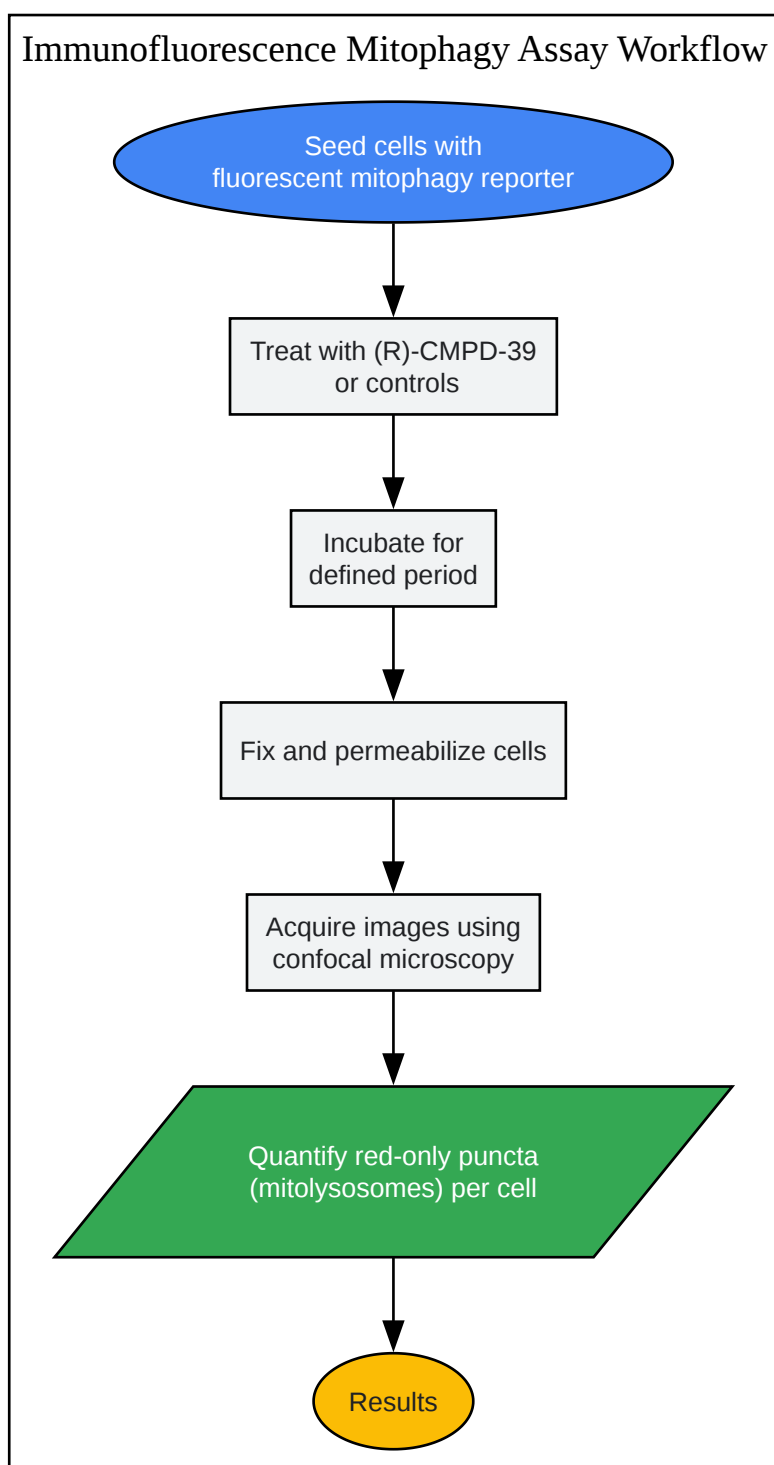 Immunofluorescence Mitophagy Assay Workflow
Seed cells with
fluorescent mitophagy reporter
Treat with (R)-CMPD-39
or controls
Incubate for
defined period
Fix and permeabilize cells
Acquire images using
confocal microscopy
Quantify red-only puncta
(mitolysosomes) per cell
Results